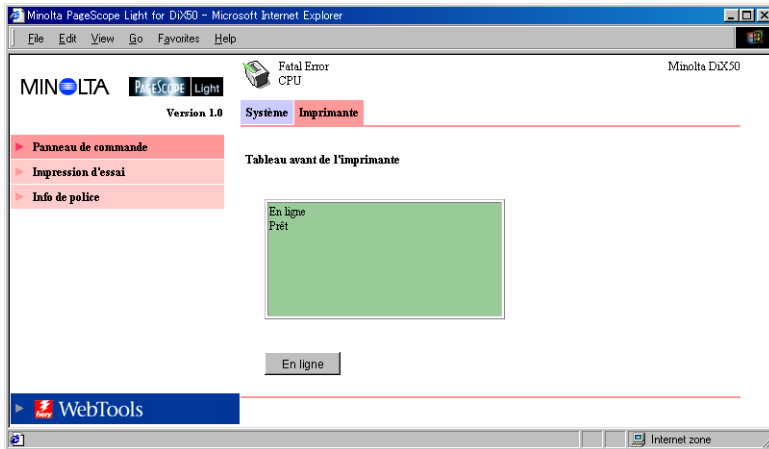 Minolta PageScope Light for DiX50 - Microsoft Internet Explorer
File Edit View Go Favorites Help
MINOLTA PAGESCOPE Light
Version 1.0
Fatal Error
CPU
Minolta DiX50
Système Imprimante
Panneau de commande
Impression d'essai
Info de police
Tableau avant de l'imprimante
En ligne
Prêt
En ligne
fiery WebTools
Internet zone